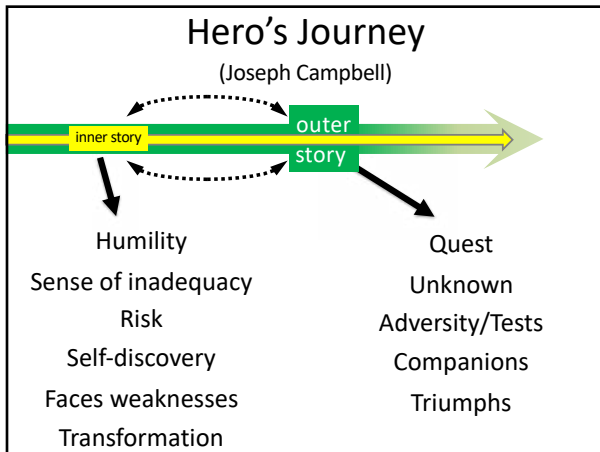 Hero’s Journey
(Joseph Campbell)
inner story
outer
story
Humility
Sense of inadequacy
Risk
Self-discovery
Faces weaknesses
Transformation
Quest
Unknown
Adversity/Tests
Companions
Triumphs